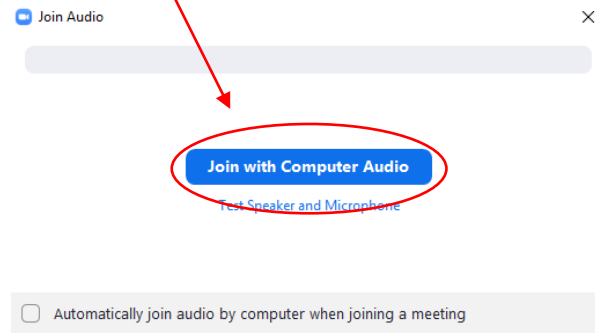 Join Audio
Join with Computer Audio
Test Speaker and Microphone
Automatically join audio by computer when joining a meeting